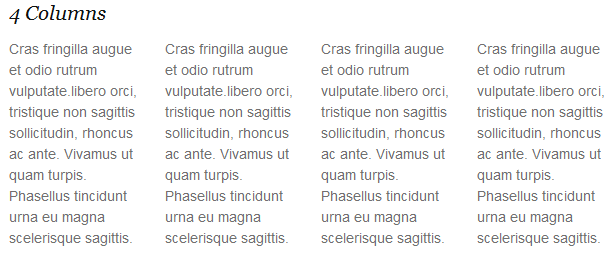 4 Columns
Cras fringilla augue
et odio rutrum
vulputate.libero orci,
tristique non sagittis
sollicitudin, rhoncus
ac ante. Vivamus ut
quam turpis.
Phasellus tincidunt
urna eu magna
scelerisque sagittis.
Cras fringilla augue
et odio rutrum
vulputate.libero orci,
tristique non sagittis
sollicitudin, rhoncus
ac ante. Vivamus ut
quam turpis.
Phasellus tincidunt
urna eu magna
scelerisque sagittis.
Cras fringilla augue
et odio rutrum
vulputate.libero orci,
tristique non sagittis
sollicitudin, rhoncus
ac ante. Vivamus ut
quam turpis.
Phasellus tincidunt
urna eu magna
scelerisque sagittis.
Cras fringilla augue
et odio rutrum
vulputate.libero orci,
tristique non sagittis
sollicitudin, rhoncus
ac ante. Vivamus ut
quam turpis.
Phasellus tincidunt
urna eu magna
scelerisque sagittis.